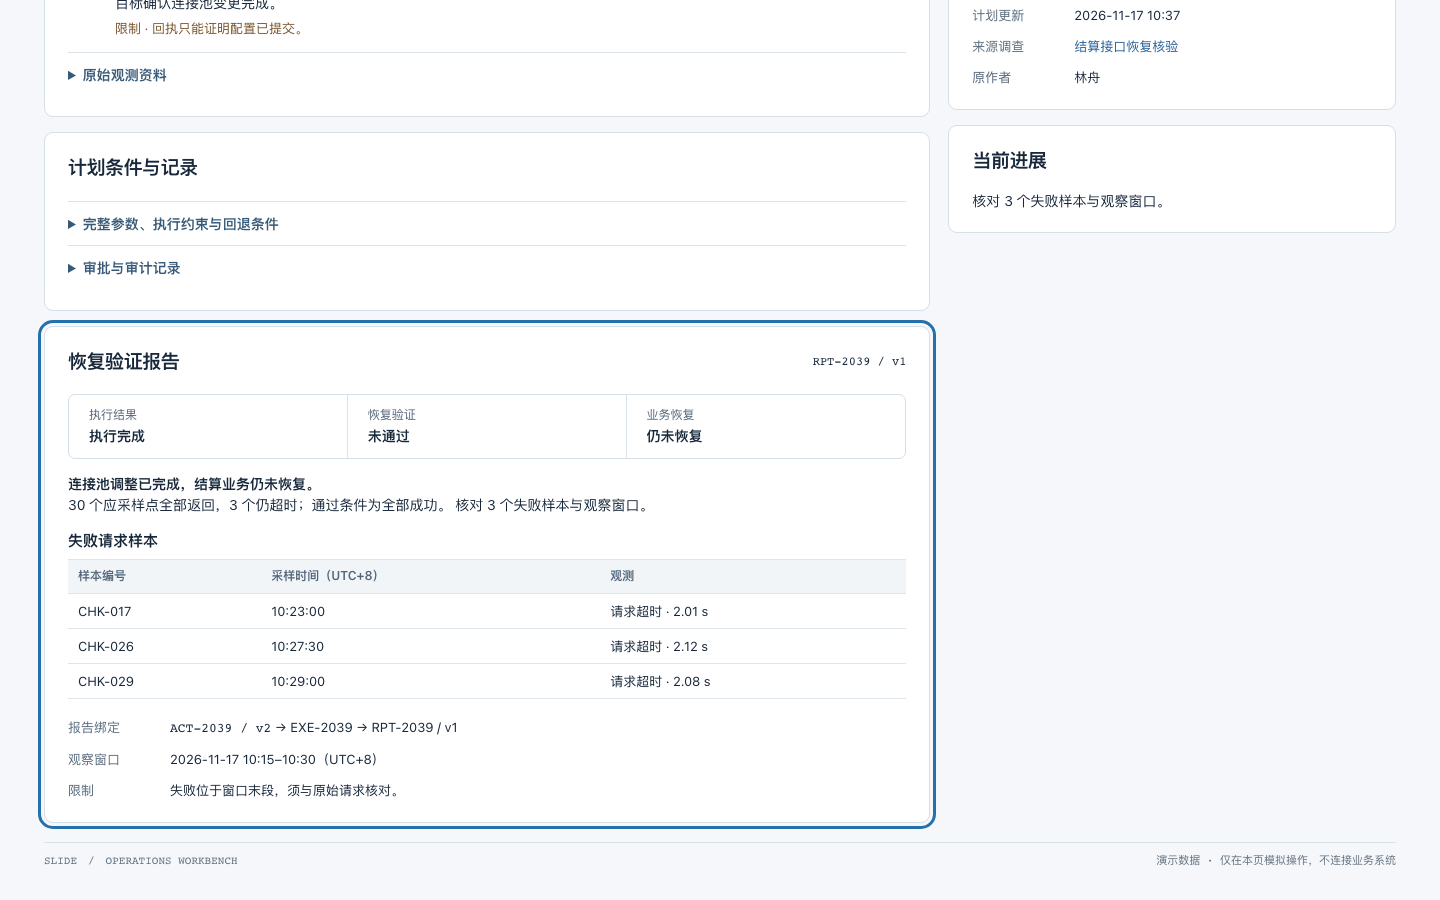 目标确认连接池变更完成。
限制 · 回执只能证明配置已提交。
▶ 原始观测资料
计划条件与记录
▶ 完整参数、执行约束与回退条件
▶ 审批与审计记录
恢复验证报告
RPT-2039 / v1
执行结果
执行完成
恢复验证
未通过
业务恢复
仍未恢复
连接池调整已完成，结算业务仍未恢复。
30 个应采样点全部返回，3 个仍超时；通过条件为全部成功。 核对 3 个失败样本与观察窗口。
失败请求样本
样本编号 采样时间（UTC+8） 观测
CHK-017 10:23:00 请求超时 · 2.01 s
CHK-026 10:27:30 请求超时 · 2.12 s
CHK-029 10:29:00 请求超时 · 2.08 s
报告绑定 ACT-2039 / v2 → EXE-2039 → RPT-2039 / v1
观察窗口 2026-11-17 10:15–10:30（UTC+8）
限制 失败位于窗口末段，须与原始请求核对。
计划更新 2026-11-17 10:37
来源调查 结算接口恢复核验
原作者 林舟
当前进展
核对 3 个失败样本与观察窗口。
SLIDE / OPERATIONS WORKBENCH
演示数据 · 仅在本页模拟操作，不连接业务系统